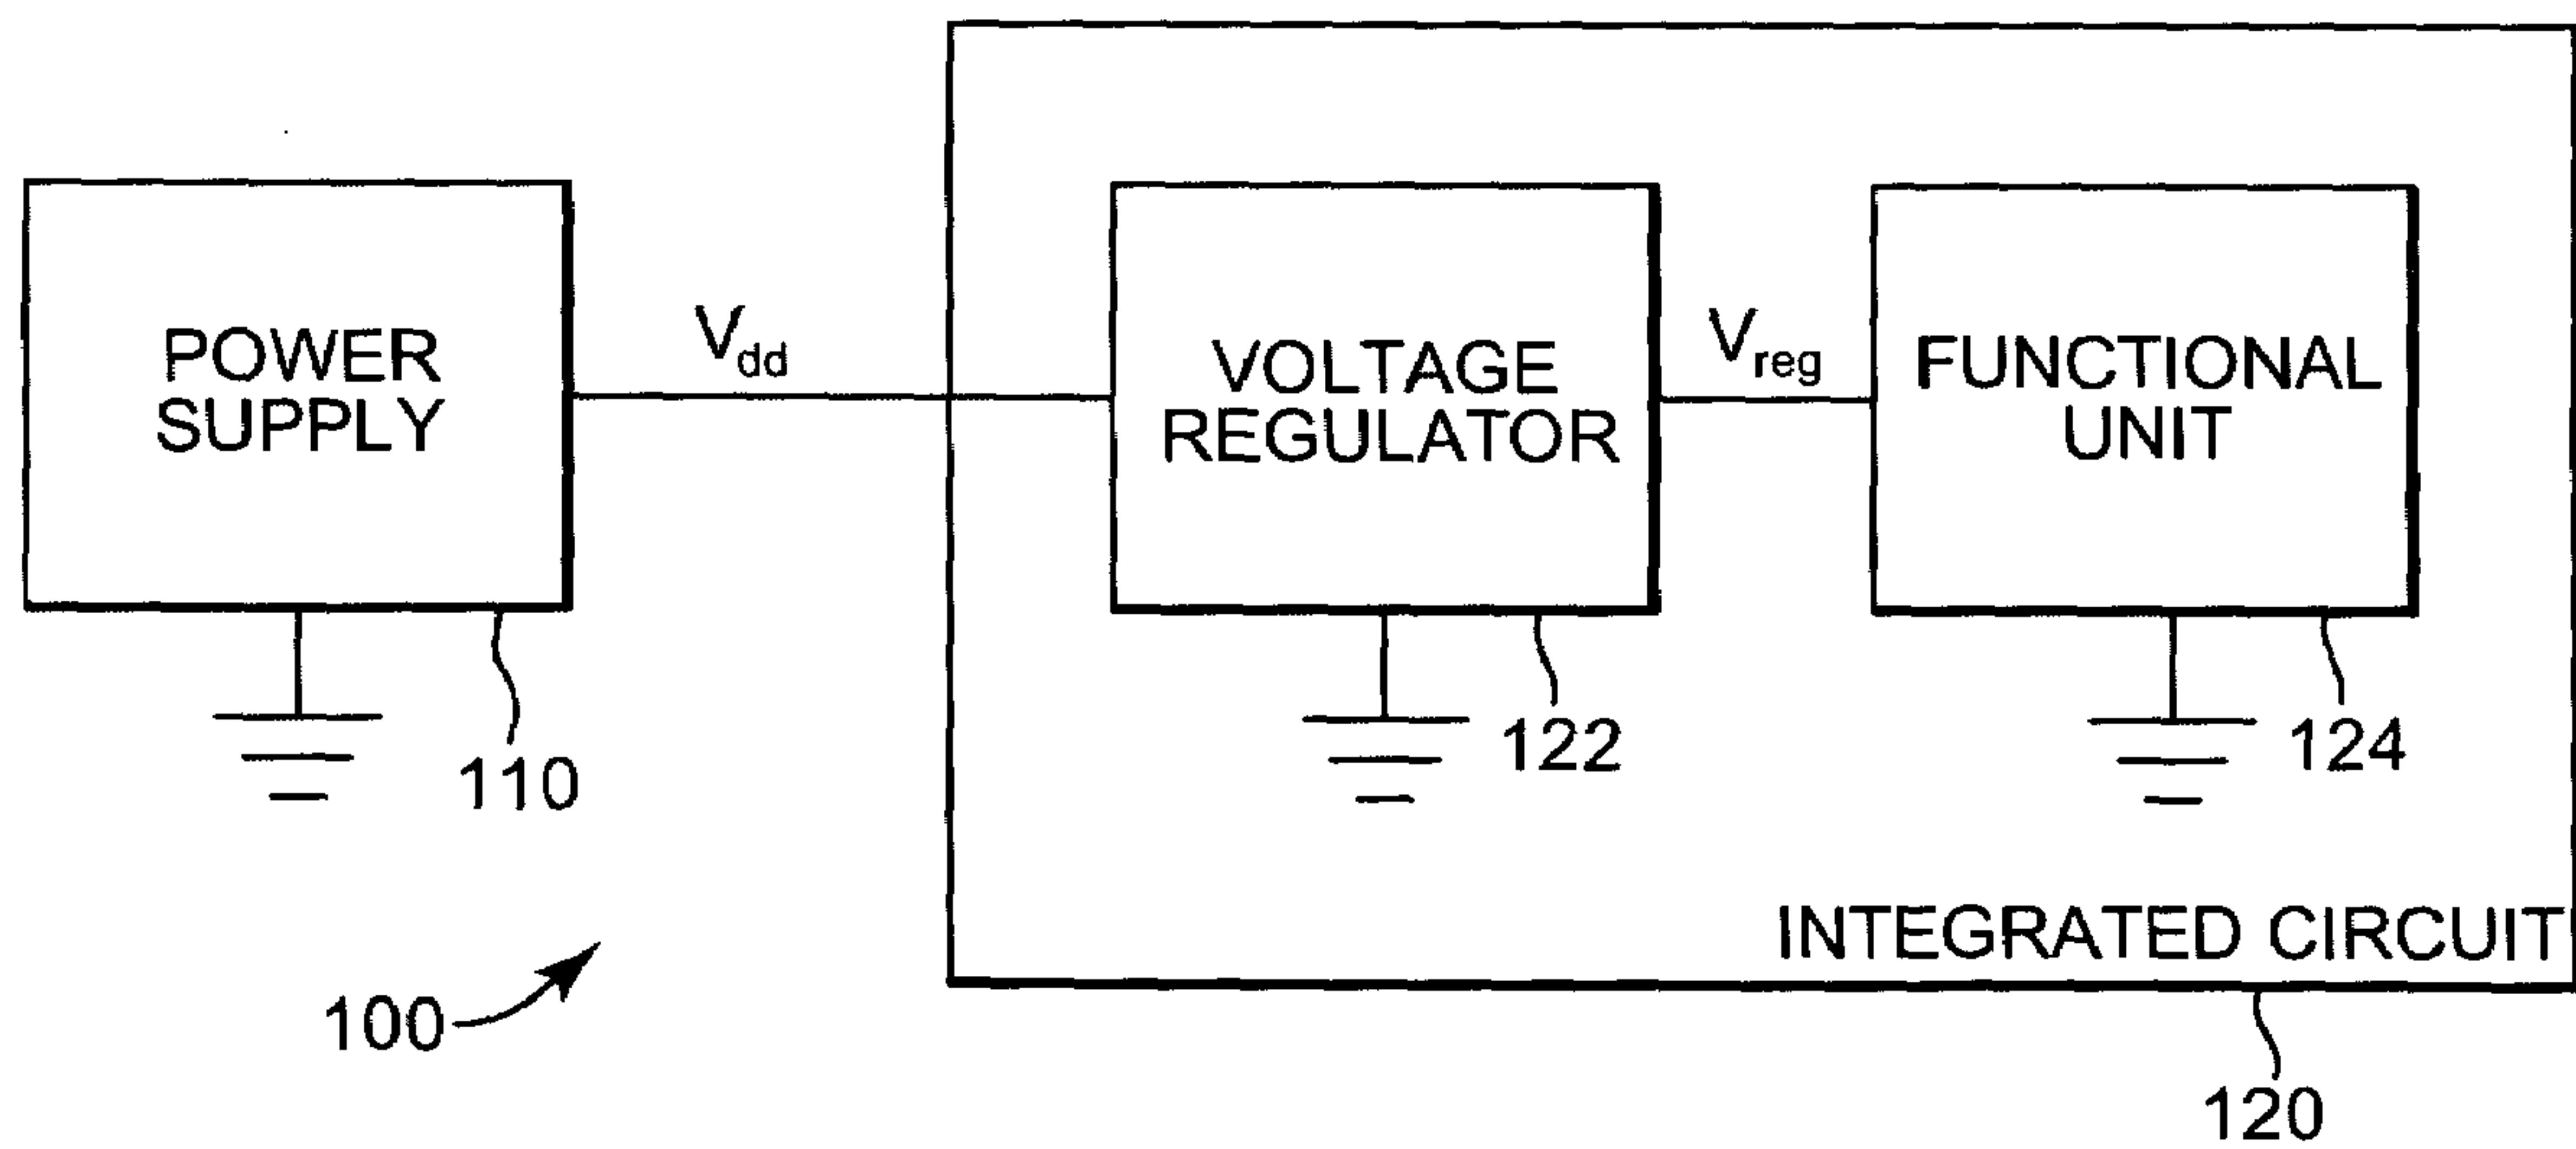 POWER
SUPPLY
V_dd
VOLTAGE
REGULATOR
V_reg
FUNCTIONAL
UNIT
110
122
124
INTEGRATED CIRCUIT
100
120